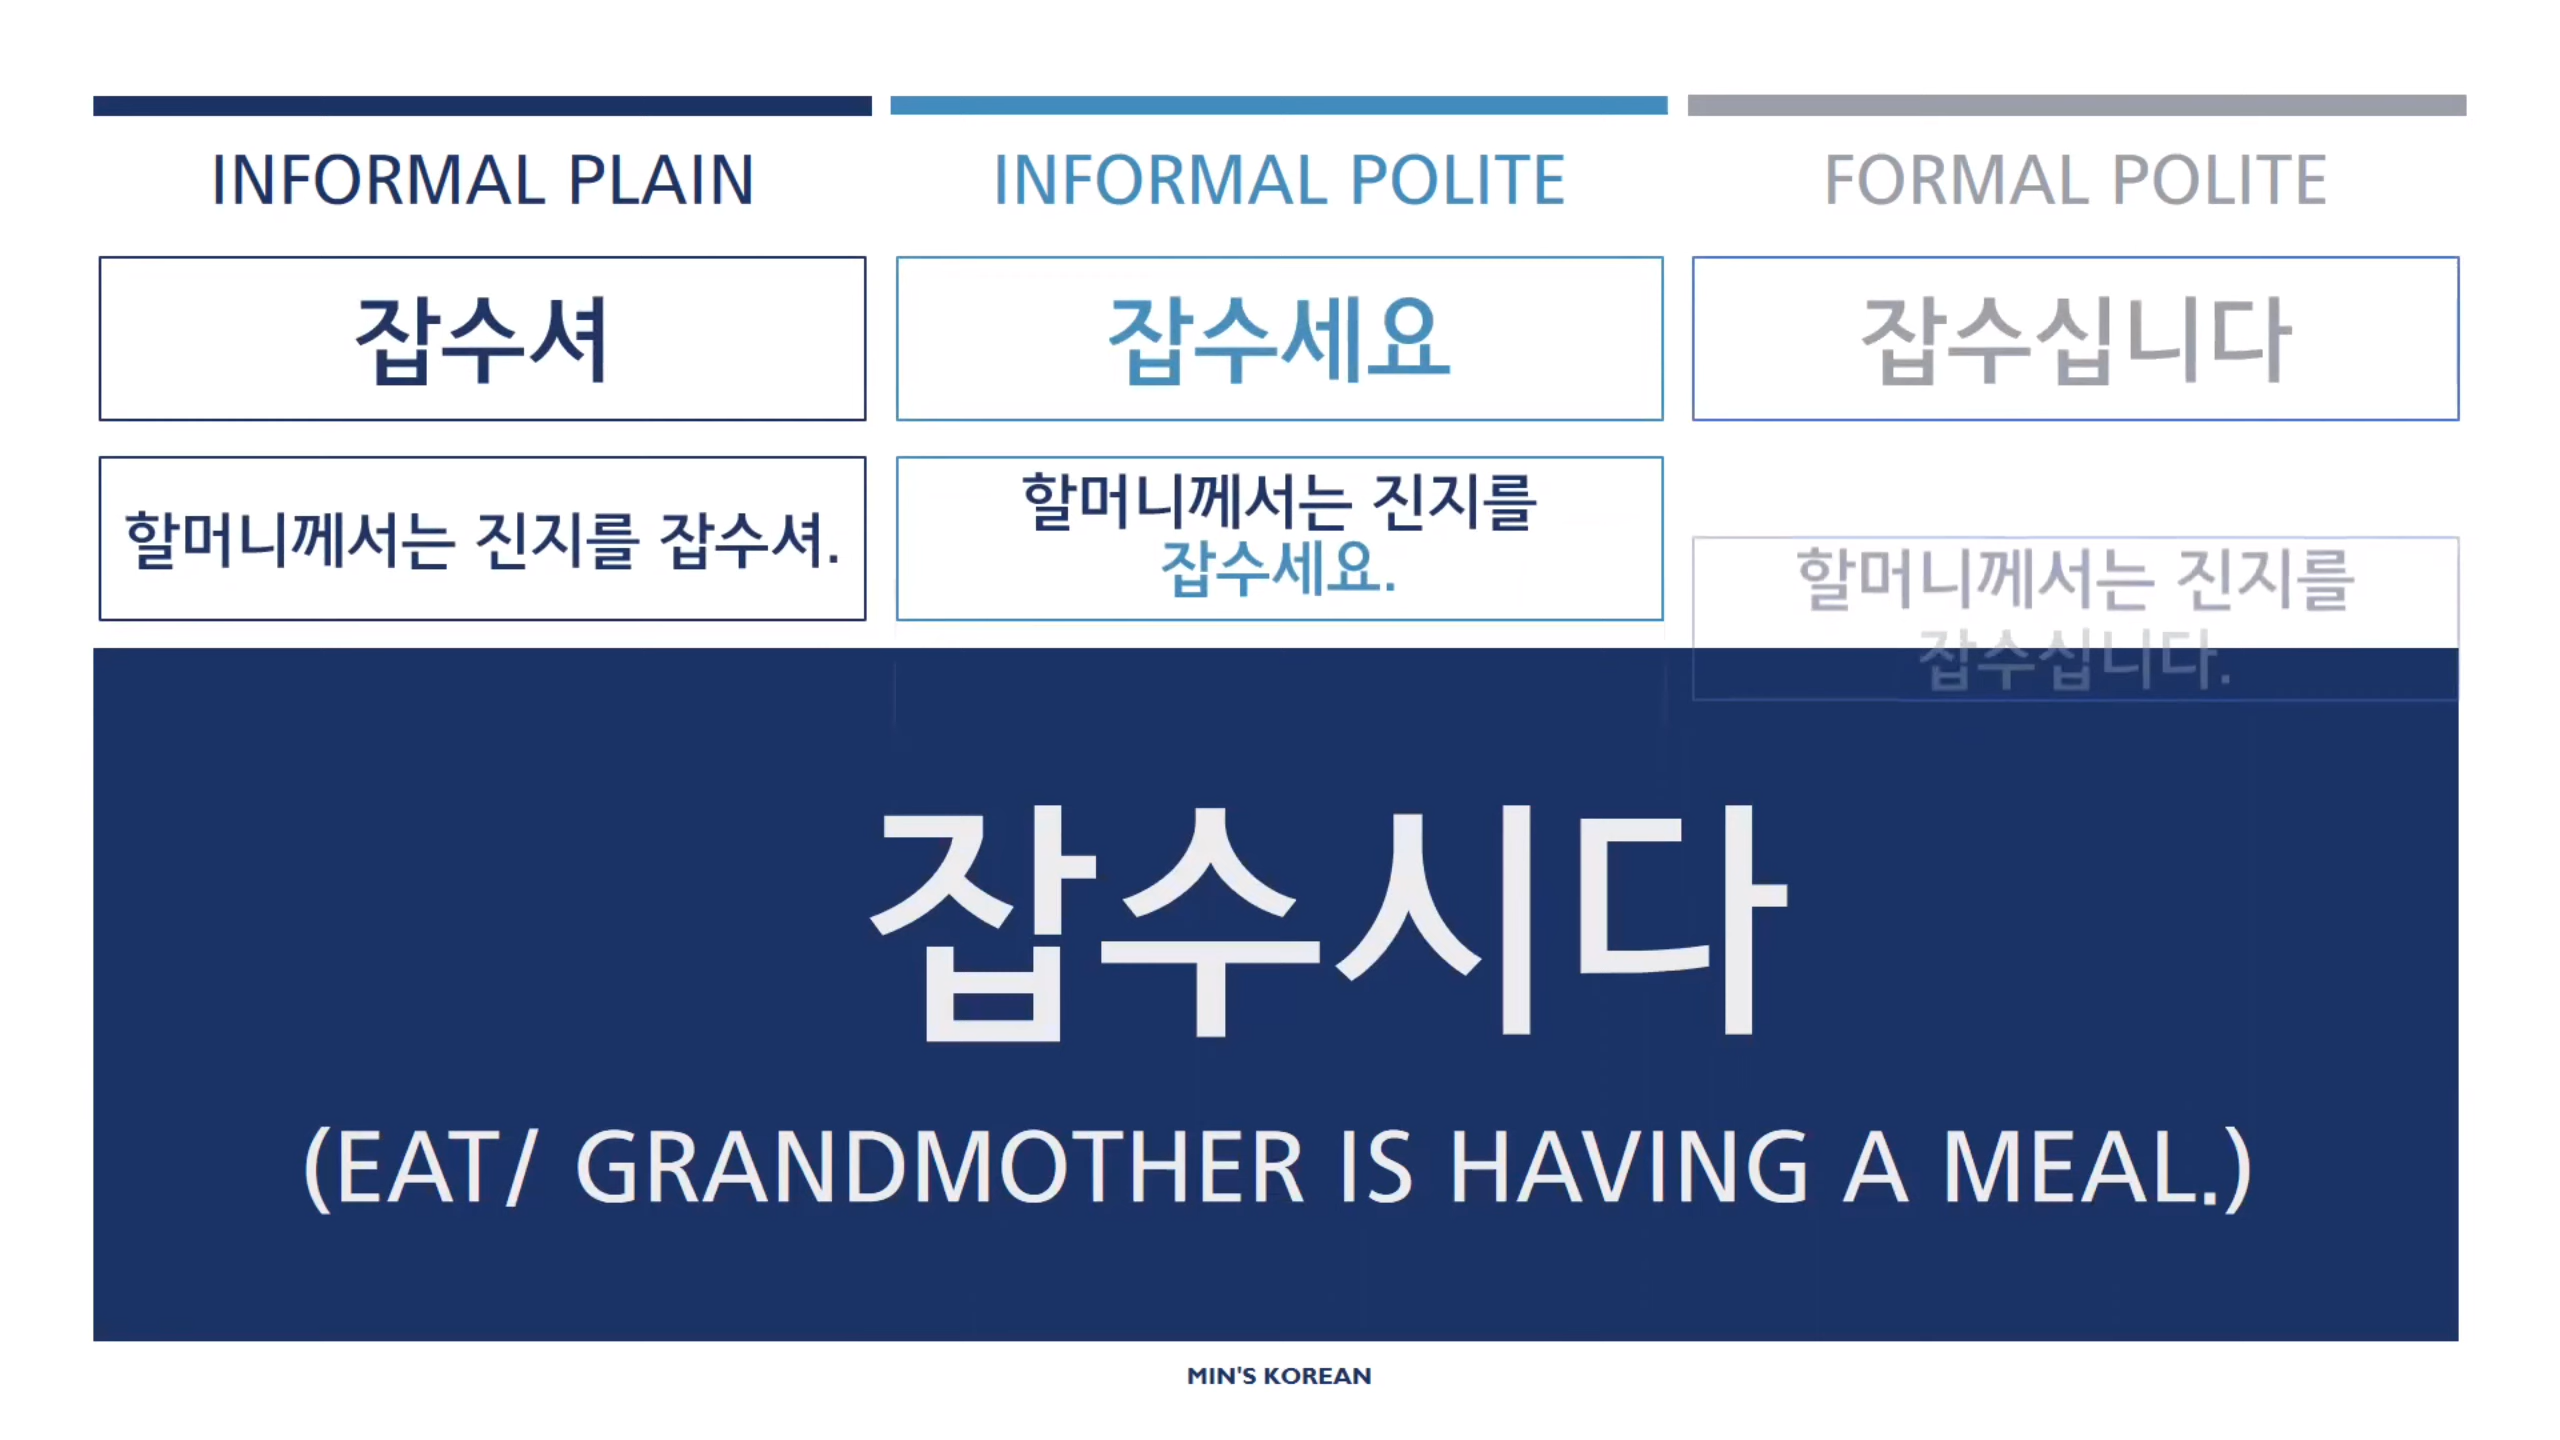 INFORMAL PLAIN
INFORMAL POLITE
FORMAL POLITE
잡수셔
잡수세요
잡수십니다
할머니께서는 진지를 잡수셔.
할머니께서는 진지를
잡수세요.
할머니께서는 진지를
잡수십니다.
잡수시다
(EAT/ GRANDMOTHER IS HAVING A MEAL.)
MIN'S KOREAN